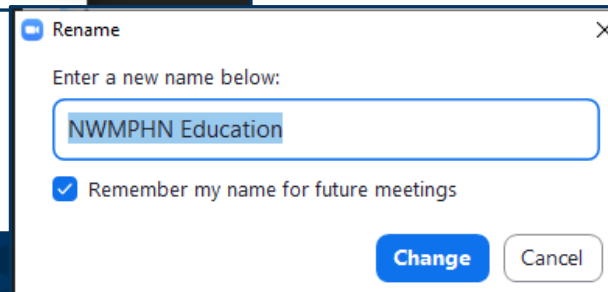 Rename
Enter a new name below:
NWMPHN Education
Remember my name for future meetings
Change Cancel